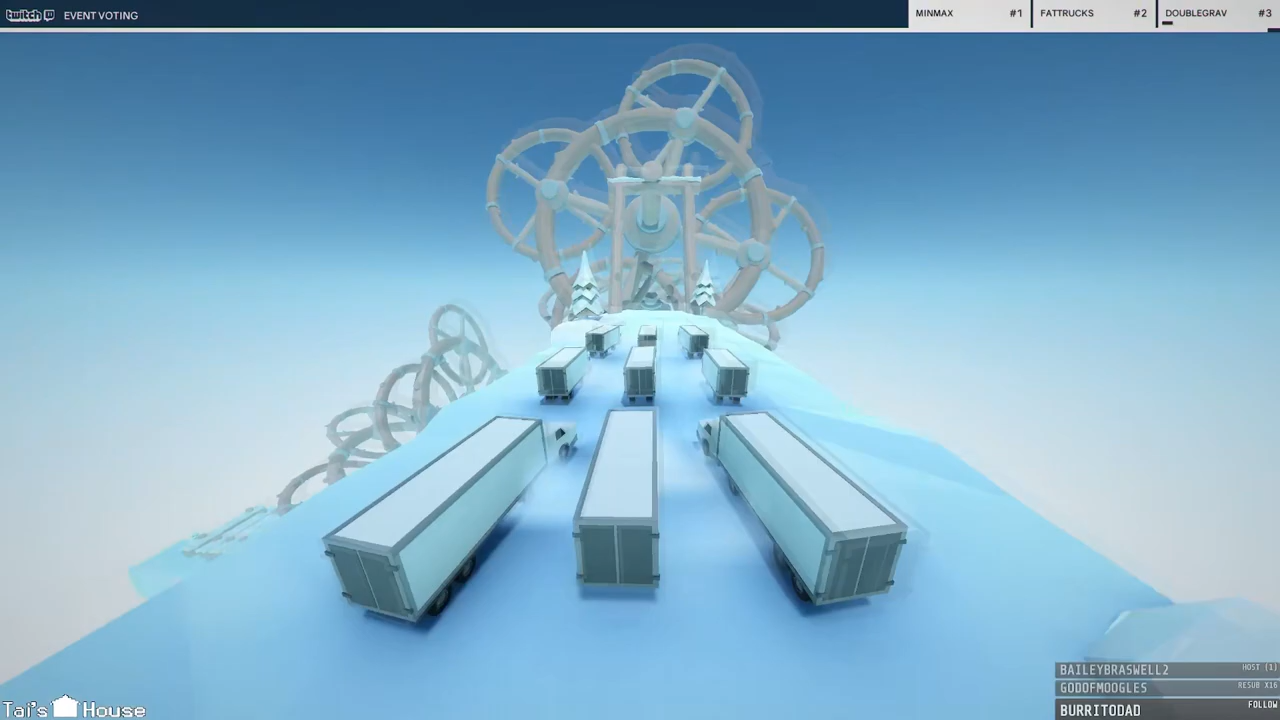 twitch EVENT VOTING
MINMAX #1 FATTRUCKS #2 DOUBLEGRAV #3
BAILEYBRASWELL2 HOST (1)
GODOFMOOGLES RESUB X16
BURRITODAD FOLLOW
Tai's House